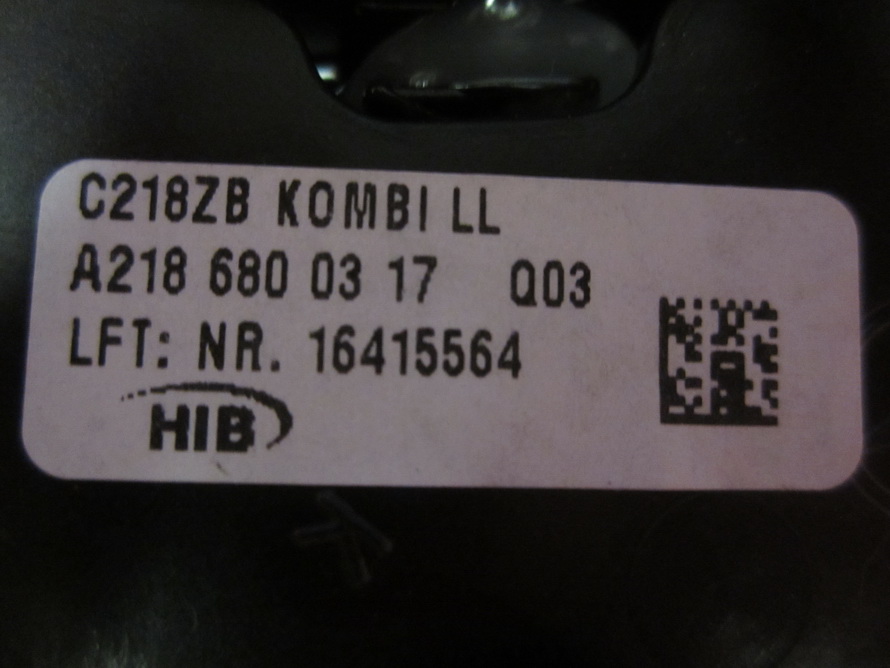 C218ZB KOMBI LL
A218 680 03 17 Q03
LFT: NR. 16415564
HIB